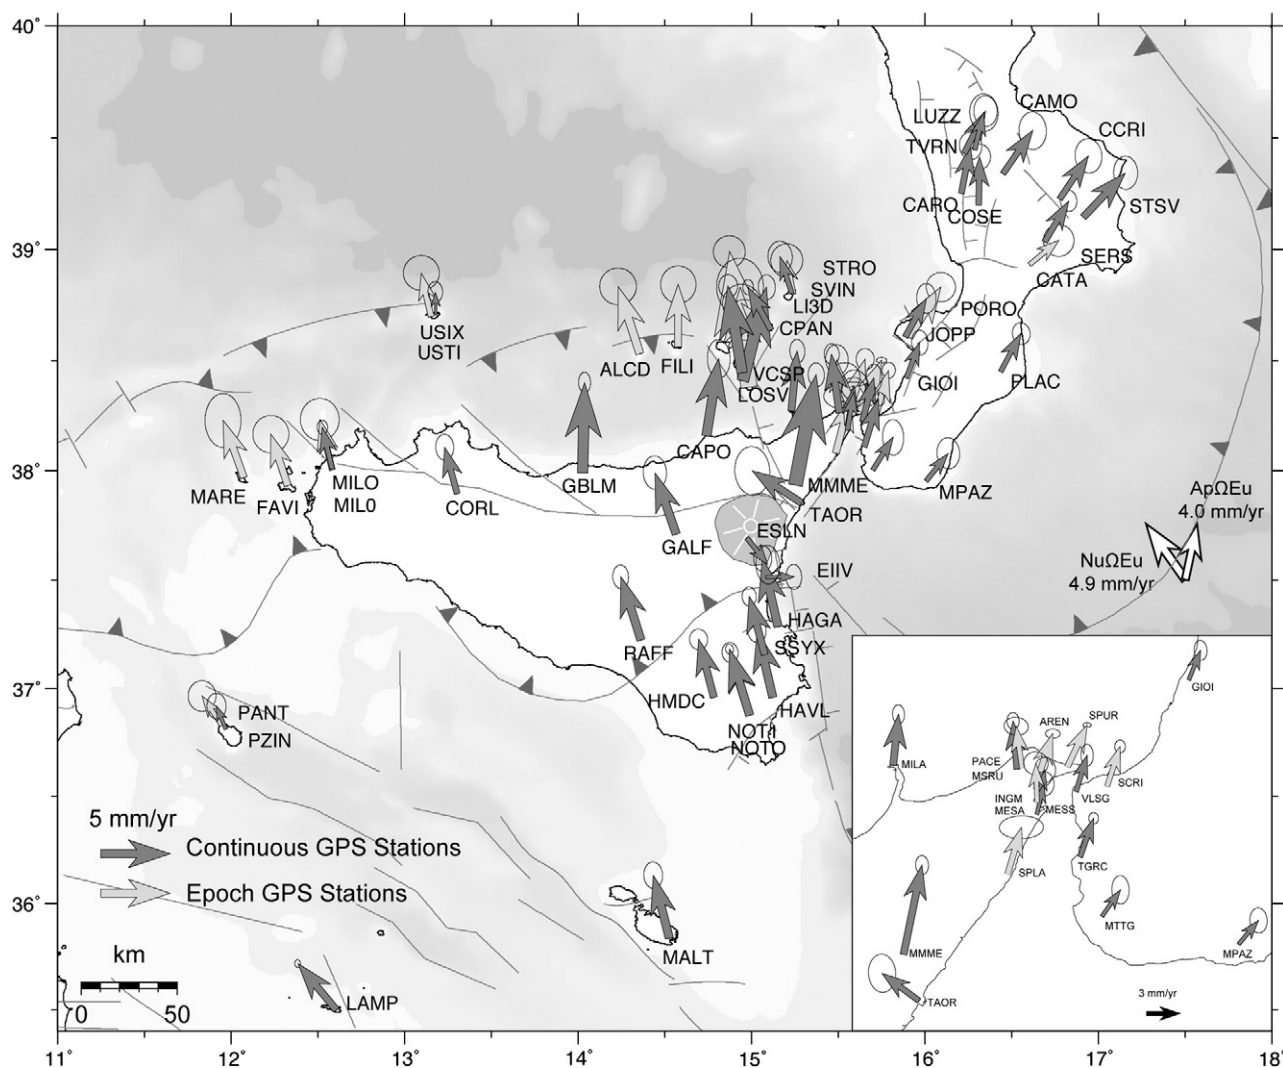 40°
39°
38°
37°
36°
11°
12°
13°
14°
15°
16°
17°
18°
LUZZ
CAMO
TVRN
CCRI
CARO
COSE
STSV
SERS
CATA
STRO
SVIN
LI3D
CPAN
PORO
JOPP
USIX
USTI
ALCD
FILI
VCSP
LOSV
GIOI
PLAC
CAPO
MARE
FAVI
MILO
MIL0
CORL
GBLM
MMME
MPAZ
TAOR
GALF
ESLN
EIIV
ApΩEu
4.0 mm/yr
NuΩEu
4.9 mm/yr
HAGA
RAFF
SSYX
HMDC
HAVL
NOT1
NOTO
PANT
PZIN
5 mm/yr
Continuous GPS Stations
Epoch GPS Stations
km
0
50
MALT
LAMP
GIOI
SPUR
AREN
MILA
PACE
MSRU
SCRI
VLSG
INGM
MESA
MESS
TGRC
SPLA
MTTG
MMME
MPAZ
TAOR
3 mm/yr